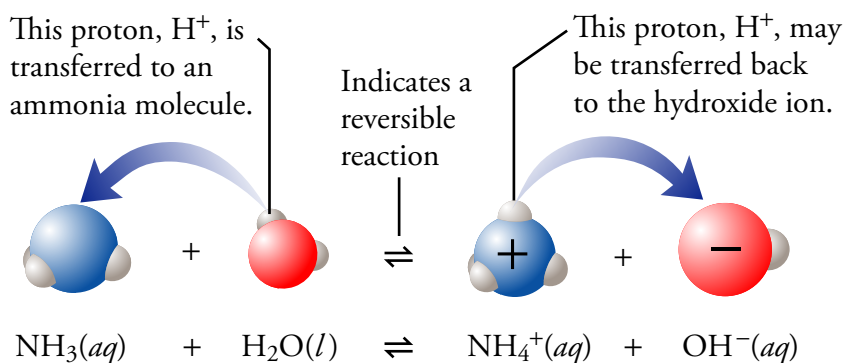 This proton, H⁺, is
transferred to an
ammonia molecule.
Indicates a
reversible
reaction
This proton, H⁺, may
be transferred back
to the hydroxide ion.
+ ⇌ + + −
NH₃(aq) + H₂O(l) ⇌ NH₄⁺(aq) + OH⁻(aq)